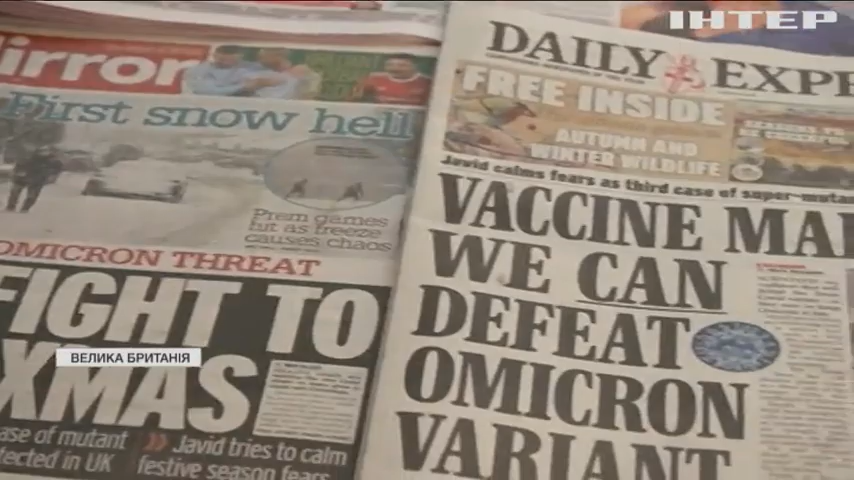 ІНТЕР
irror
First snow hell
Prem games
hit as freeze
causes chaos
OMICRON THREAT
FIGHT TO
XMAS
ase of mutant
tected in UK
Javid tries to calm
festive season fears
ВЕЛИКА БРИТАНІЯ
DAILY EXP
FREE INSIDE
AUTUMN AND
WINTER WILDLIFE
Javid calms fears as third case of super-muta
VACCINE MA
WE CAN
DEFEAT
OMICRON
VARIANT